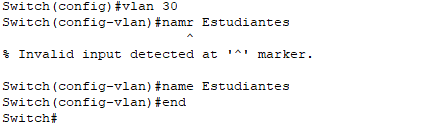 Switch(config)#vlan 30
Switch(config-vlan)#namr Estudiantes
^
% Invalid input detected at '^' marker.
Switch(config-vlan)#name Estudiantes
Switch(config-vlan)#end
Switch#